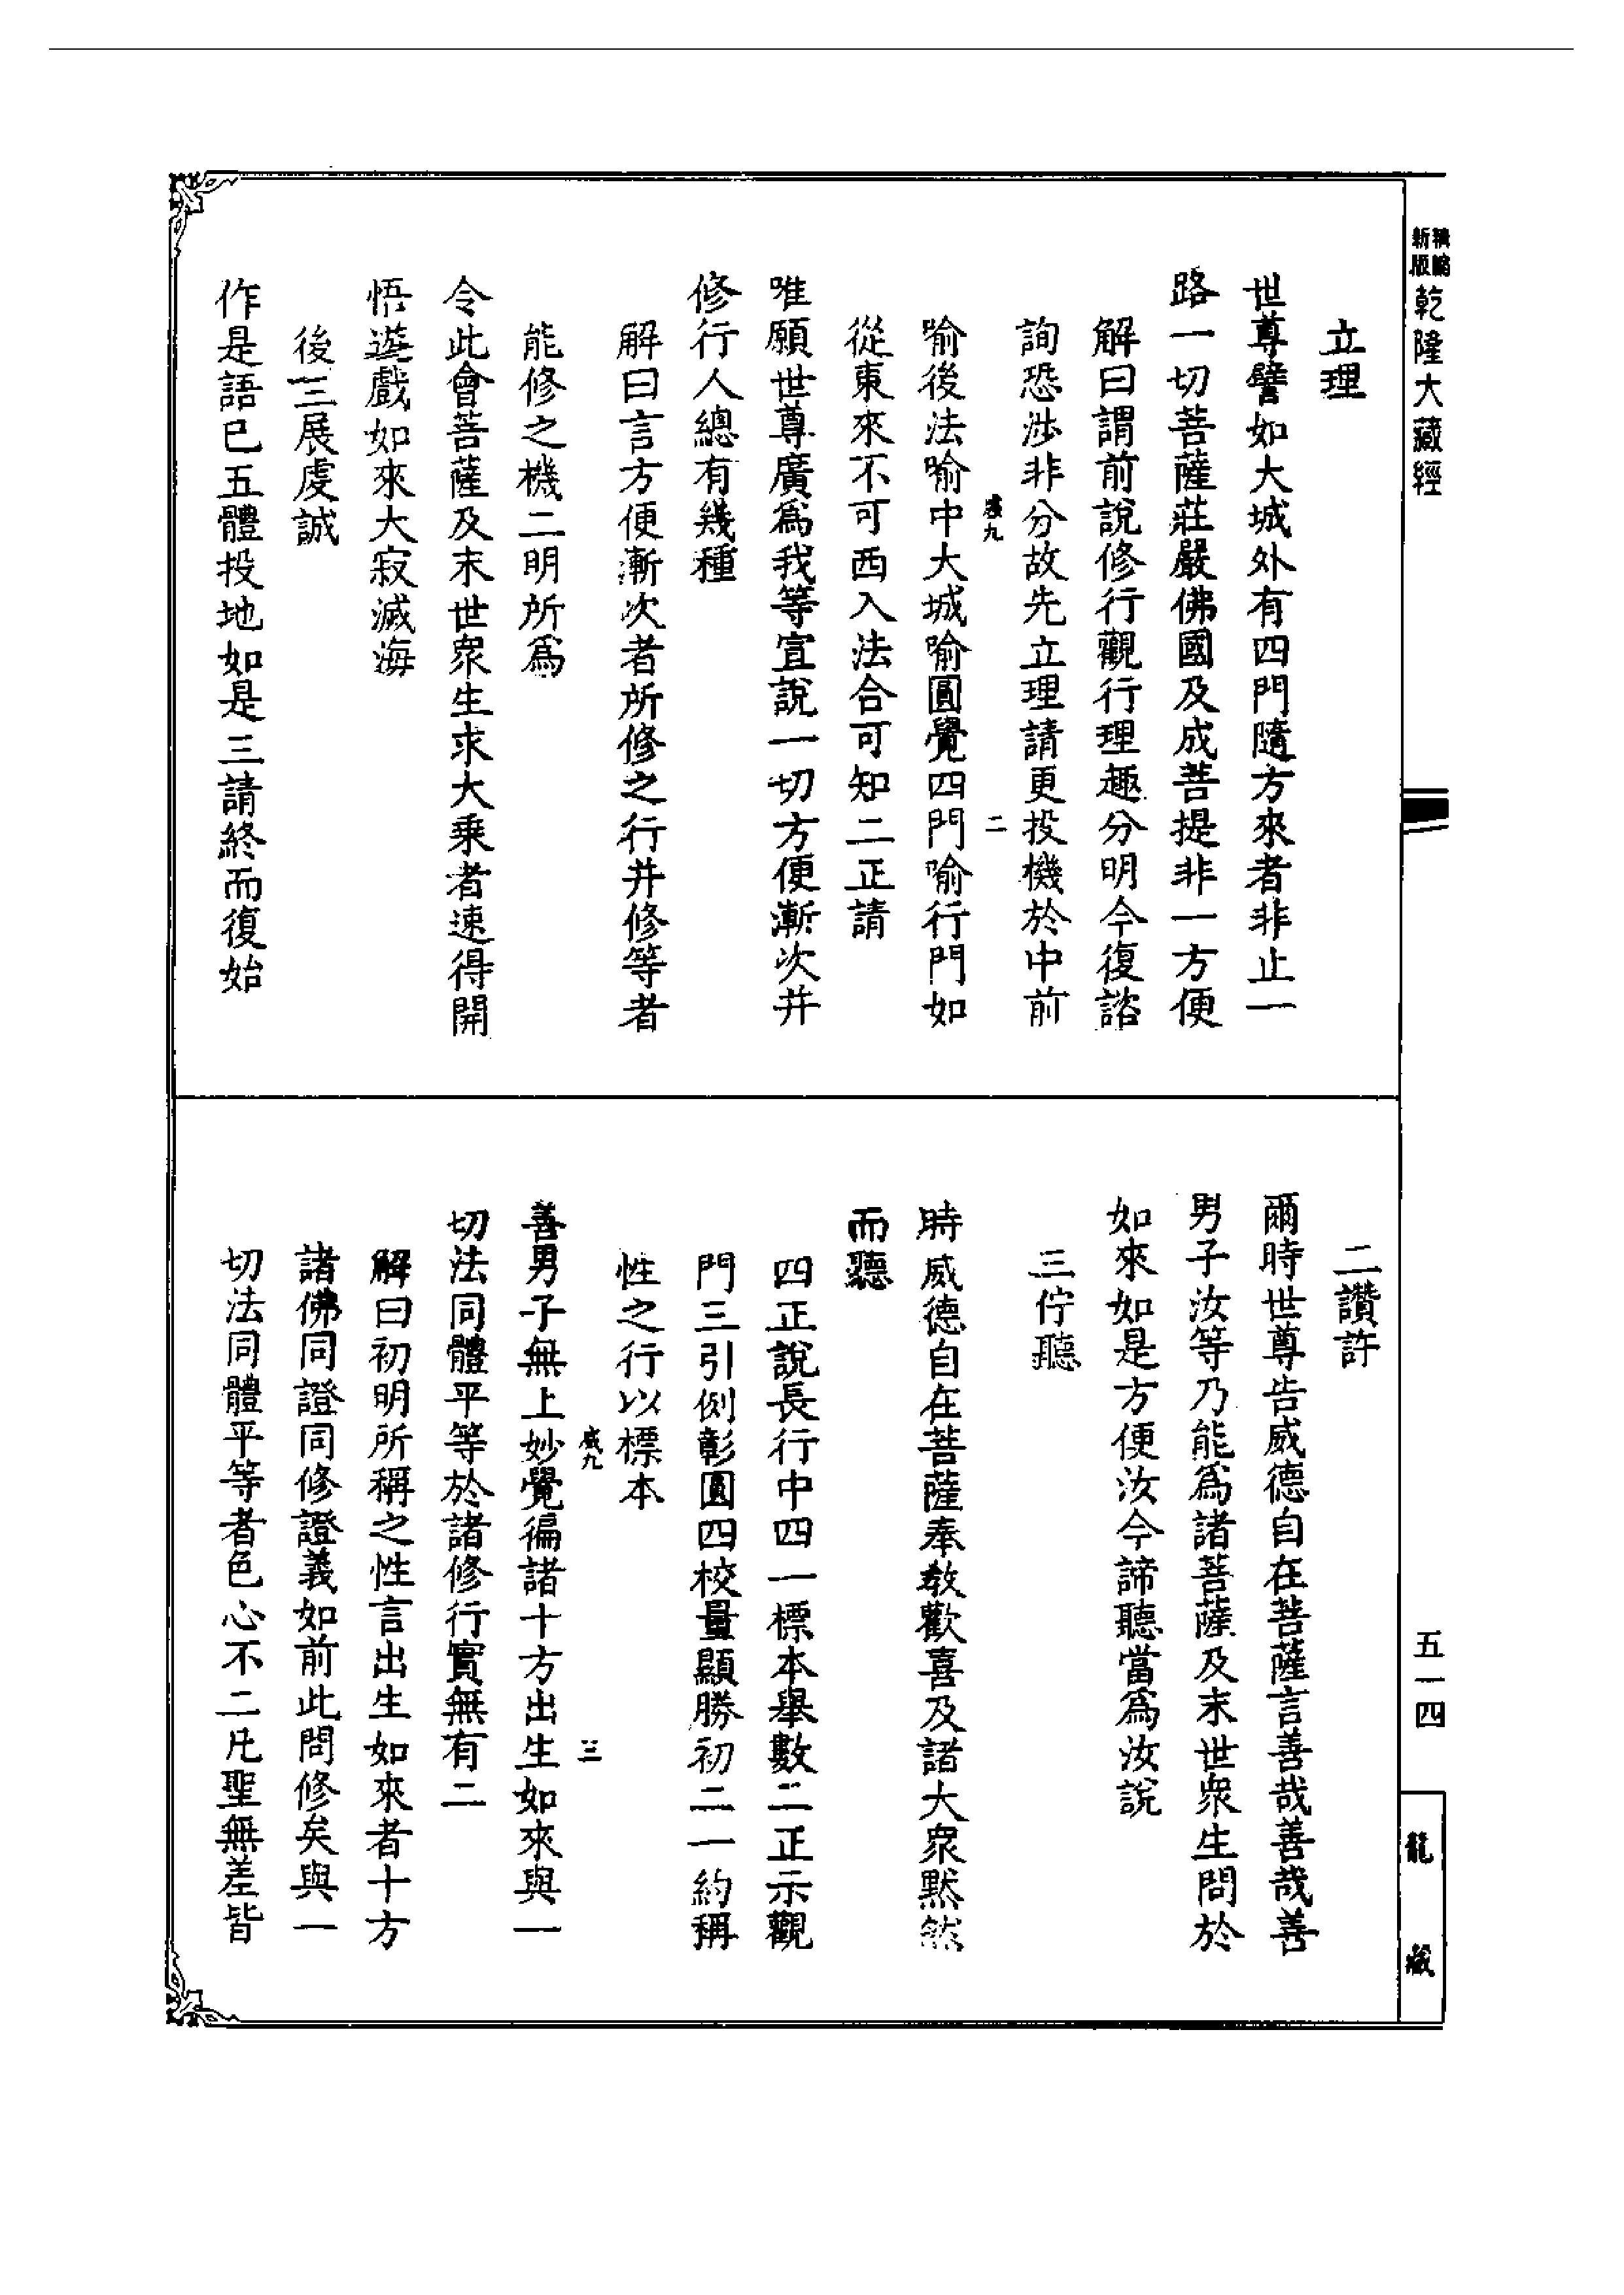 精縮
新版
乾隆大藏經
五一四
龍藏
立理
世尊譬如大城外有四門隨方來者非止一
路一切菩薩莊嚴佛國及成菩提非一方便
解曰謂前說修行觀行理趣分明今復諮
詢恐涉非分故先立理請更投機於中前
九
二
喻後法喻中大城喻圓覺四門喻行門如
從東來不可西入法合可知二正請
唯願世尊廣為我等宣說一切方便漸次并
修行人總有幾種
解曰言方便漸次者所修之行并修等者
能修之機二明所為
令此會菩薩及末世衆生求大乘者速得開
悟遊戲如來大寂滅海
後三展虔誠
作是語已五體投地如是三請終而復始
二讚許
爾時世尊告威德自在菩薩言善哉善哉善
男子汝等乃能為諸菩薩及末世衆生問於
如來如是方便汝今諦聽當為汝說
三佇聽
時威德自在菩薩奉教歡喜及諸大衆默然
而聽
四正說長行中四一標本舉數二正示觀
門三引例彰圓四校量顯勝初二一約稱
性之行以標本
九
三
善男子無上妙覺徧諸十方出生如來與一
切法同體平等於諸修行實無有二
解曰初明所稱之性言出生如來者十方
諸佛同證同修證義如前此問修矣與一
切法同體平等者色心不二凡聖無差皆